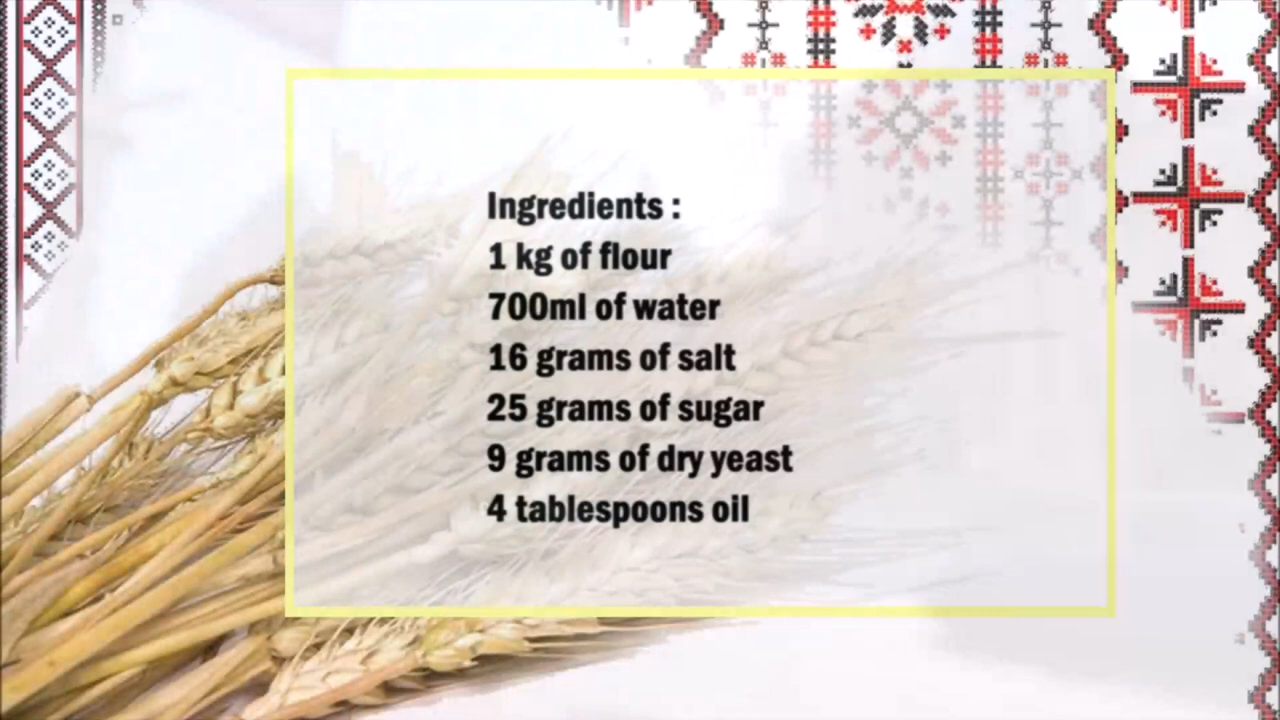 Ingredients :
1 kg of flour
700ml of water
16 grams of salt
25 grams of sugar
9 grams of dry yeast
4 tablespoons oil